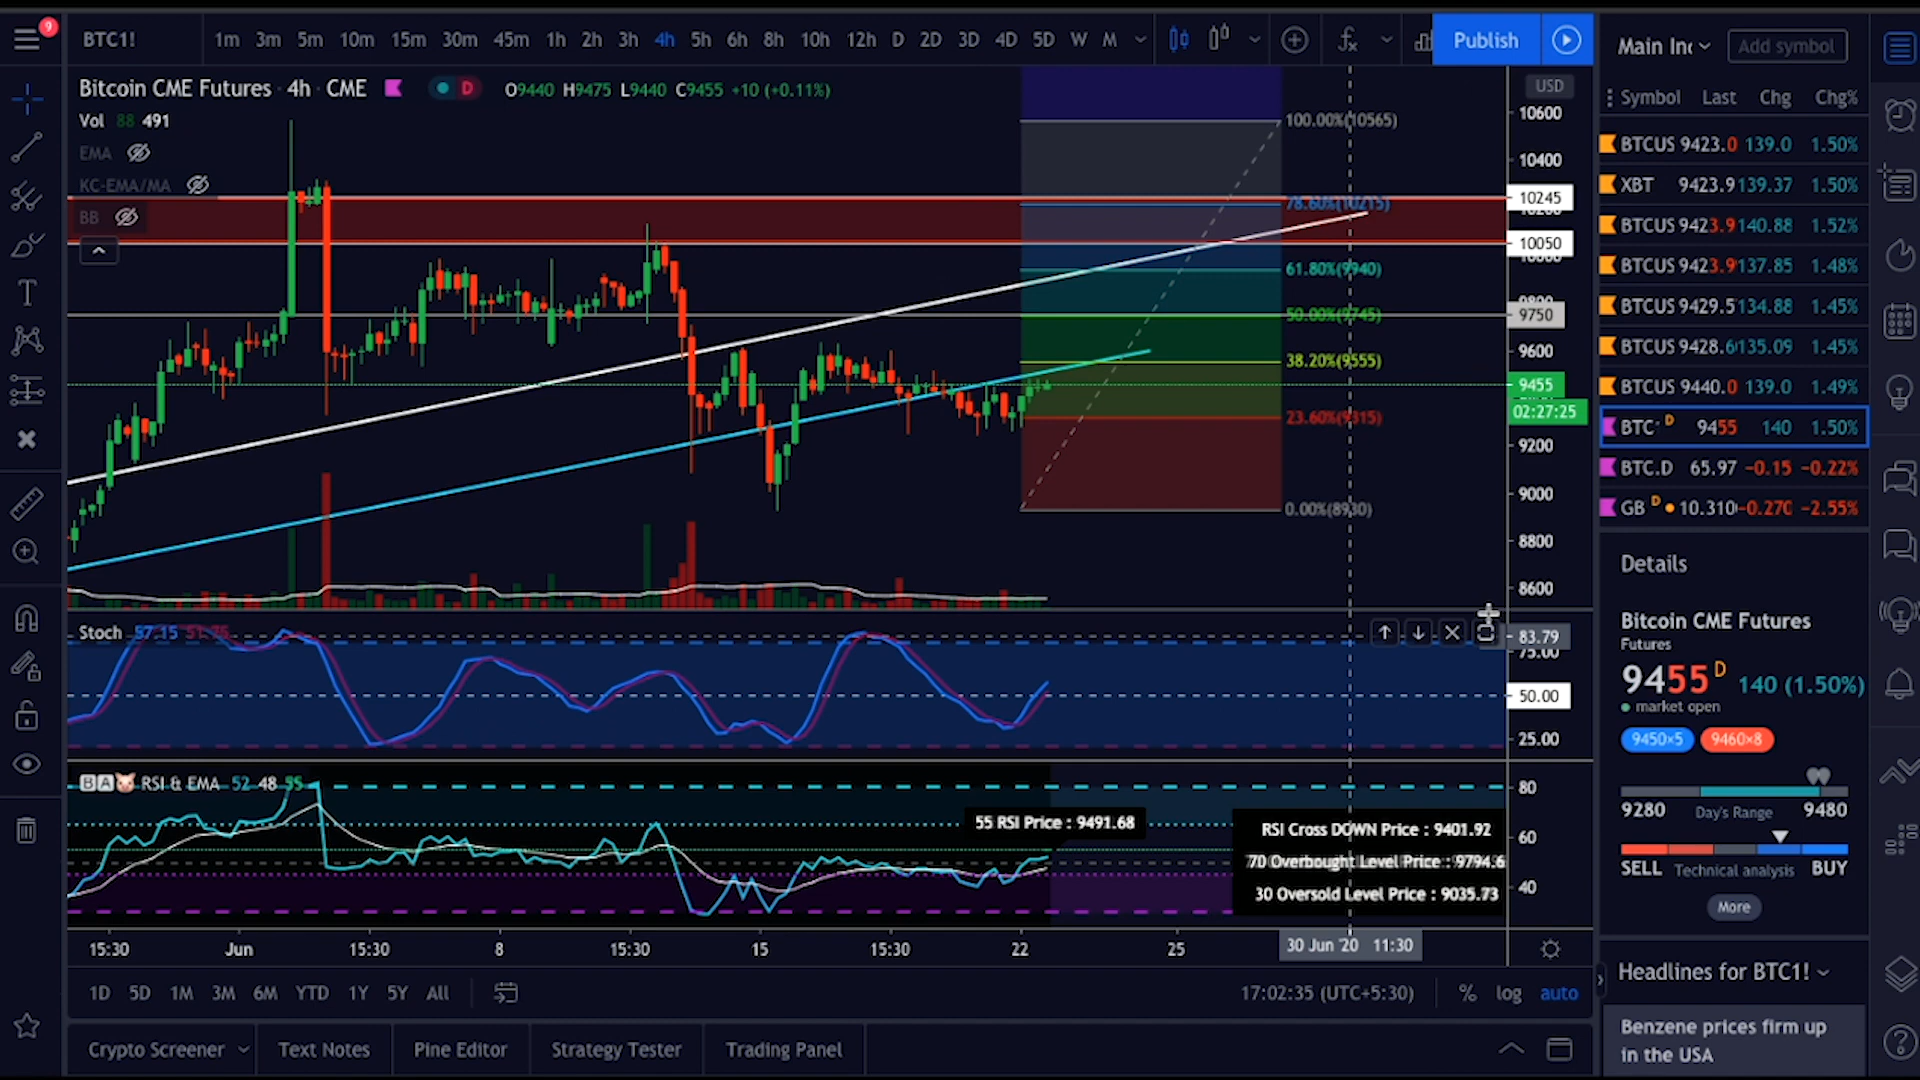 9
BTC1!
1m 3m 5m 10m 15m 30m 45m 1h 2h 3h 4h 5h 6h 8h 10h 12h D 2D 3D 4D 5D W M
Publish
Main In
Add symbol
Bitcoin CME Futures · 4h · CME
D
O9440 H9475 L9440 C9455 +10 (+0.11%)
USD
Symbol Last Chg Chg%
Vol 88 491
EMA
KC-EMA/MA
BB
100.00%(10565)
78.60%(10215)
61.80%(9940)
50.00%(9745)
38.20%(9555)
23.60%(9315)
0.00%(8930)
10600
10400
10245
10050
9750
9600
9455
02:27:25
9200
9000
8800
8600
BTCUS 9423.0 139.0 1.50%
XBT 9423.9 139.37 1.50%
BTCUS 9423.9 140.88 1.52%
BTCUS 9423.9 137.85 1.48%
BTCUS 9429.5 134.88 1.45%
BTCUS 9428.6 135.09 1.45%
BTCUS 9440.0 139.0 1.49%
BTC D 9455 140 1.50%
BTC.D 65.97 -0.15 -0.22%
GB D 10.310 -0.270 -2.55%
Details
Bitcoin CME Futures
Futures
9455 D 140 (1.50%)
market open
9450×5 9460×8
9280 Day's Range 9480
SELL Technical analysis BUY
More
Stoch 57.15 51.75
83.79
75.00
50.00
25.00
BA RSI & EMA 52 48 55
55 RSI Price : 9491.68
RSI Cross DOWN Price : 9401.92
70 Overbought Level Price : 9794.6
30 Oversold Level Price : 9035.73
80
60
40
15:30 Jun 15:30 8 15:30 15 15:30 22 25 30 Jun '20 11:30
1D 5D 1M 3M 6M YTD 1Y 5Y All
17:02:35 (UTC+5:30) % log auto
Headlines for BTC1!
Benzene prices firm up
in the USA
Crypto Screener Text Notes Pine Editor Strategy Tester Trading Panel